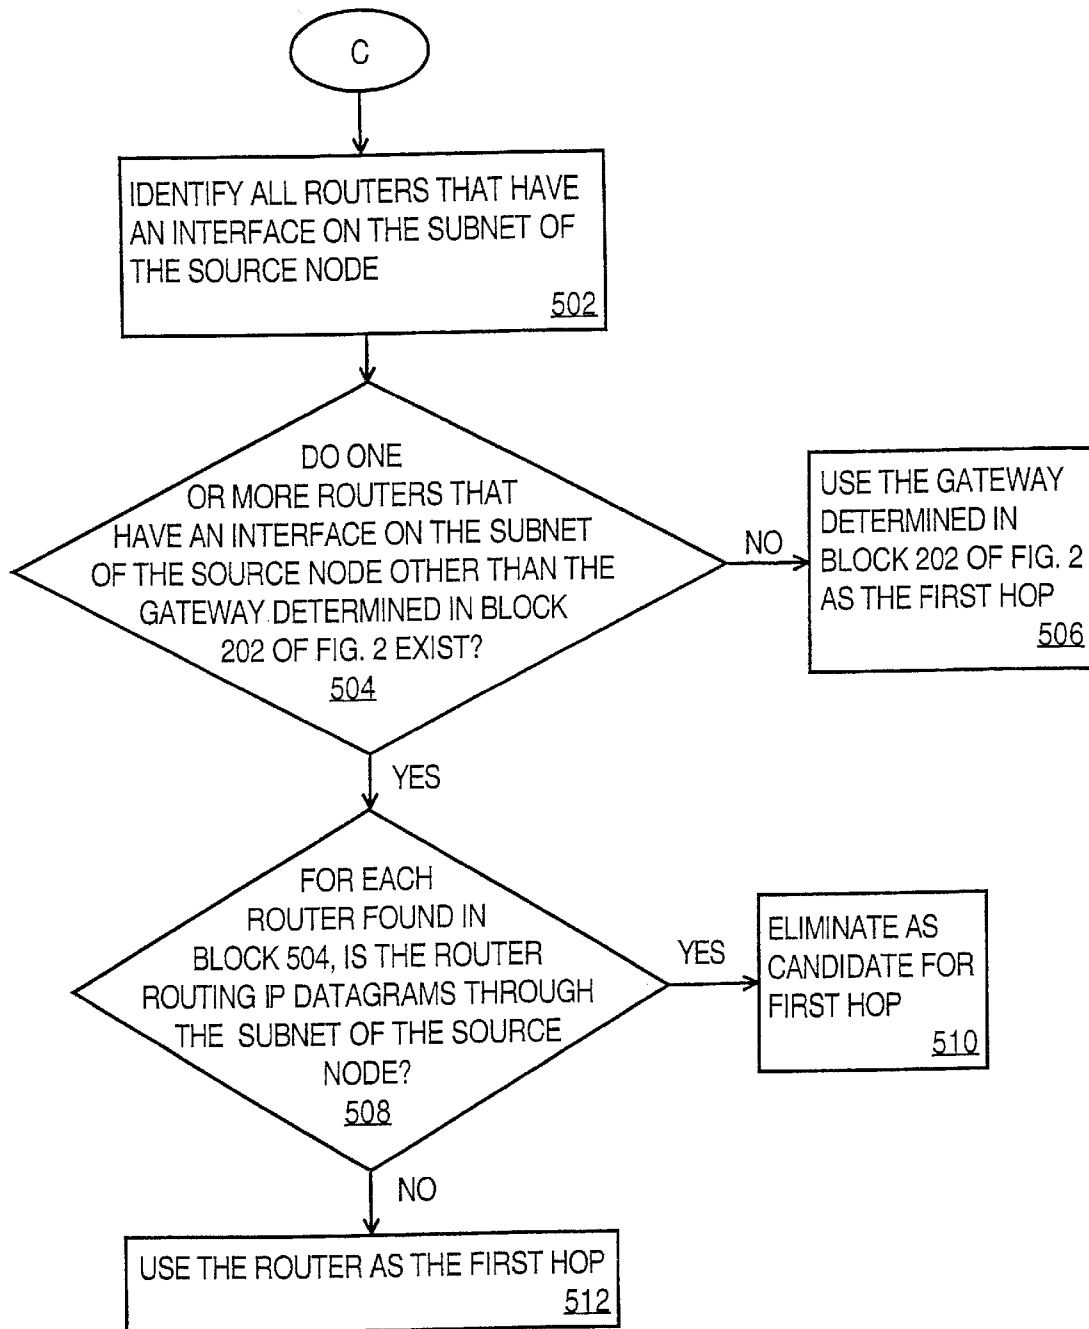 C
IDENTIFY ALL ROUTERS THAT HAVE
AN INTERFACE ON THE SUBNET OF
THE SOURCE NODE
502
DO ONE
OR MORE ROUTERS THAT
HAVE AN INTERFACE ON THE SUBNET
OF THE SOURCE NODE OTHER THAN THE
GATEWAY DETERMINED IN BLOCK
202 OF FIG. 2 EXIST?
504
NO
USE THE GATEWAY
DETERMINED IN
BLOCK 202 OF FIG. 2
AS THE FIRST HOP
506
YES
FOR EACH
ROUTER FOUND IN
BLOCK 504, IS THE ROUTER
ROUTING IP DATAGRAMS THROUGH
THE SUBNET OF THE SOURCE
NODE?
508
YES
ELIMINATE AS
CANDIDATE FOR
FIRST HOP
510
NO
USE THE ROUTER AS THE FIRST HOP
512